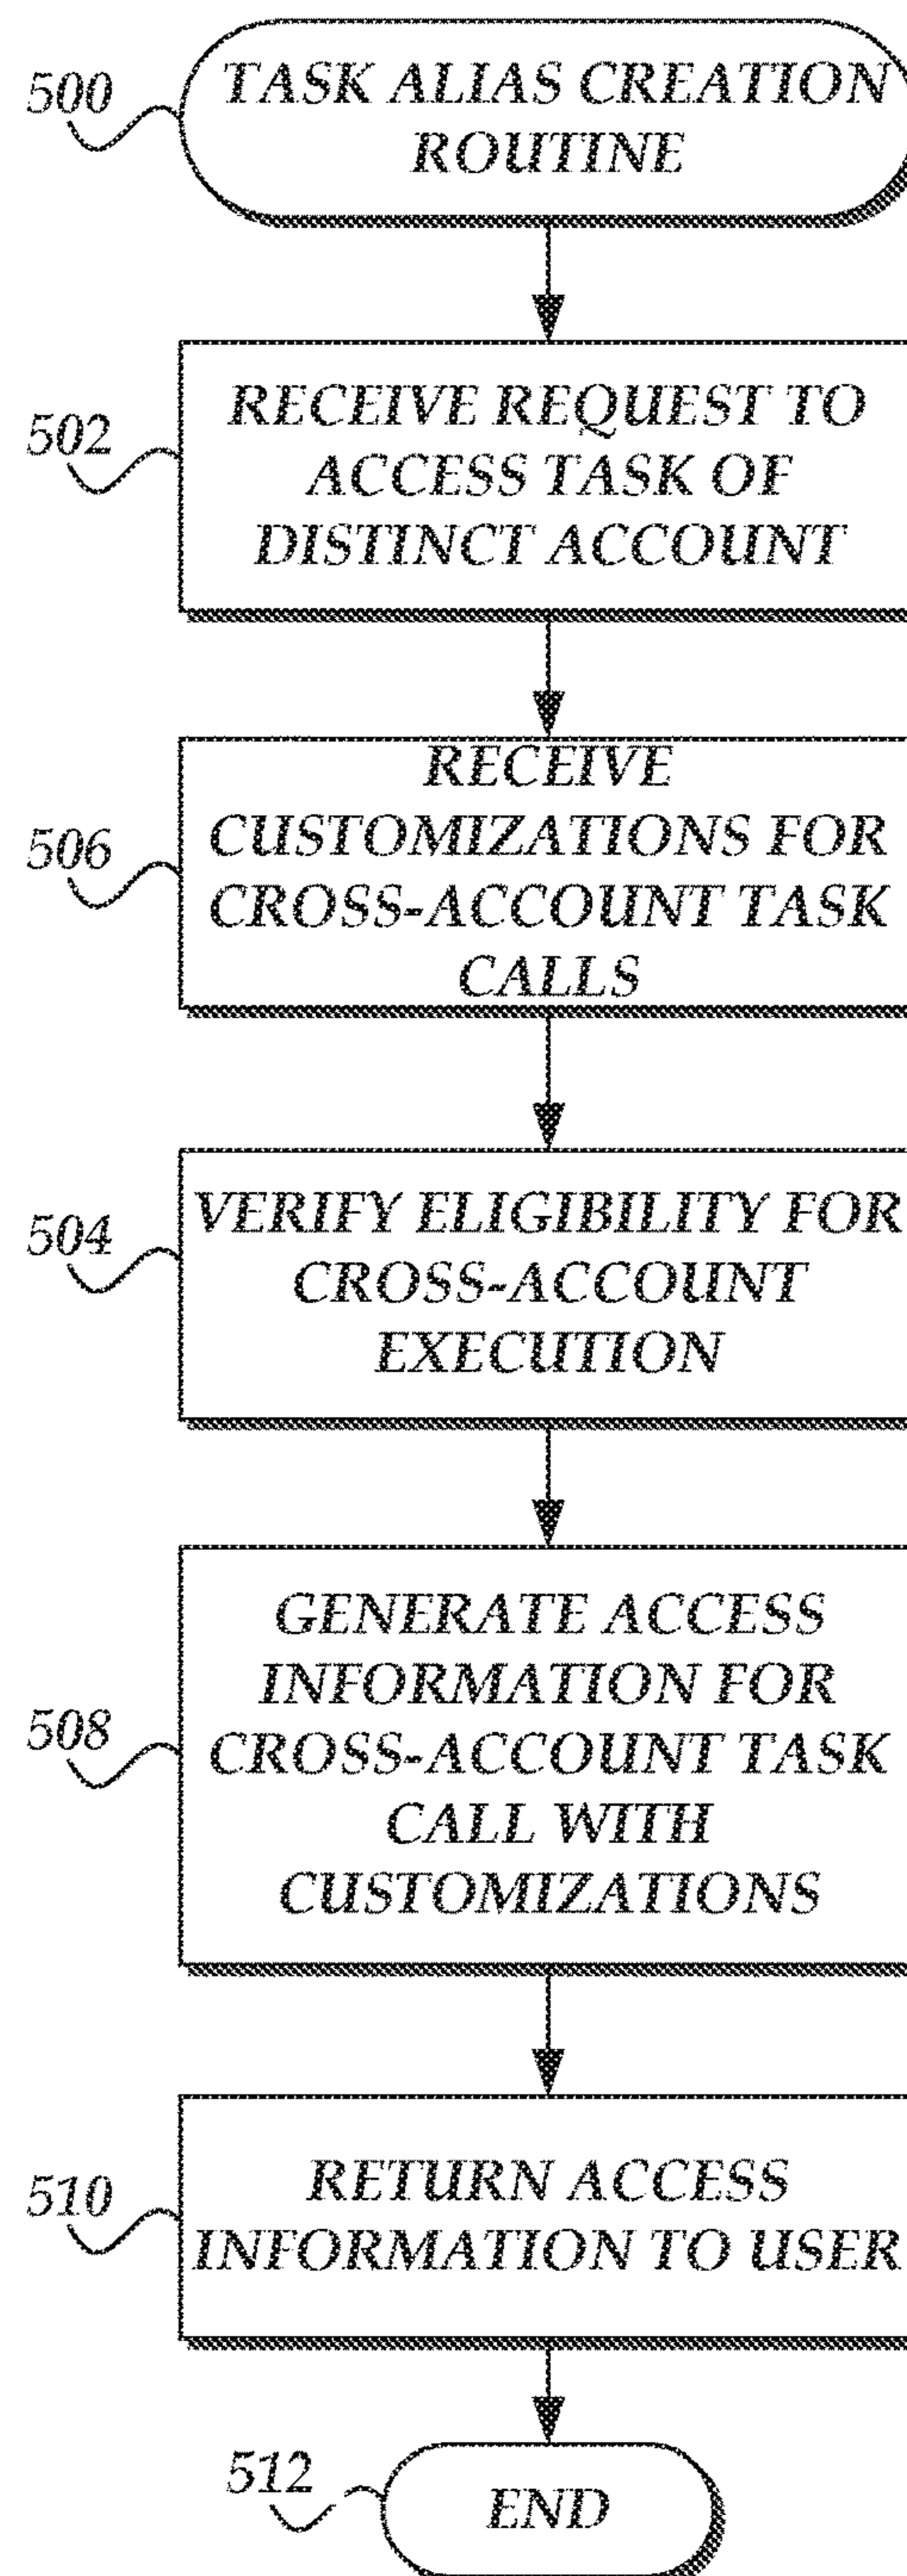 500
TASK ALIAS CREATION
ROUTINE
502
RECEIVE REQUEST TO
ACCESS TASK OF
DISTINCT ACCOUNT
506
RECEIVE
CUSTOMIZATIONS FOR
CROSS-ACCOUNT TASK
CALLS
504
VERIFY ELIGIBILITY FOR
CROSS-ACCOUNT
EXECUTION
508
GENERATE ACCESS
INFORMATION FOR
CROSS-ACCOUNT TASK
CALL WITH
CUSTOMIZATIONS
510
RETURN ACCESS
INFORMATION TO USER
512
END